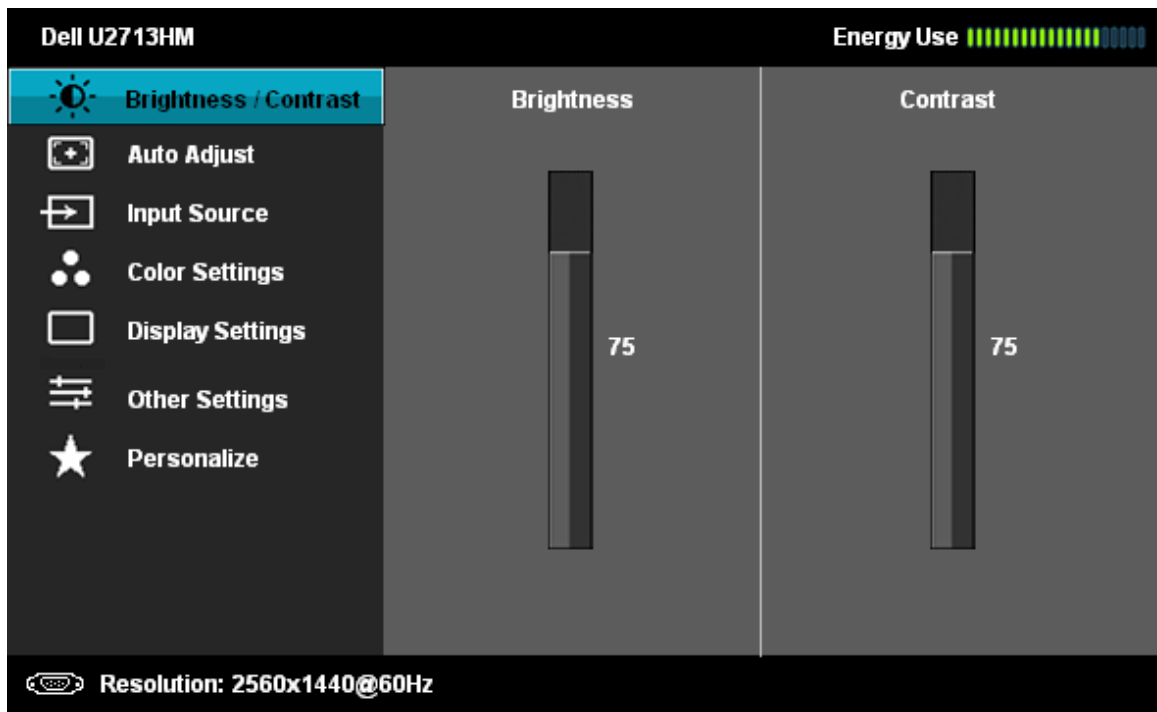 Dell U2713HM
Energy Use
Brightness / Contrast
Auto Adjust
Input Source
Color Settings
Display Settings
Other Settings
Personalize
Brightness
75
Contrast
75
Resolution: 2560x1440@60Hz